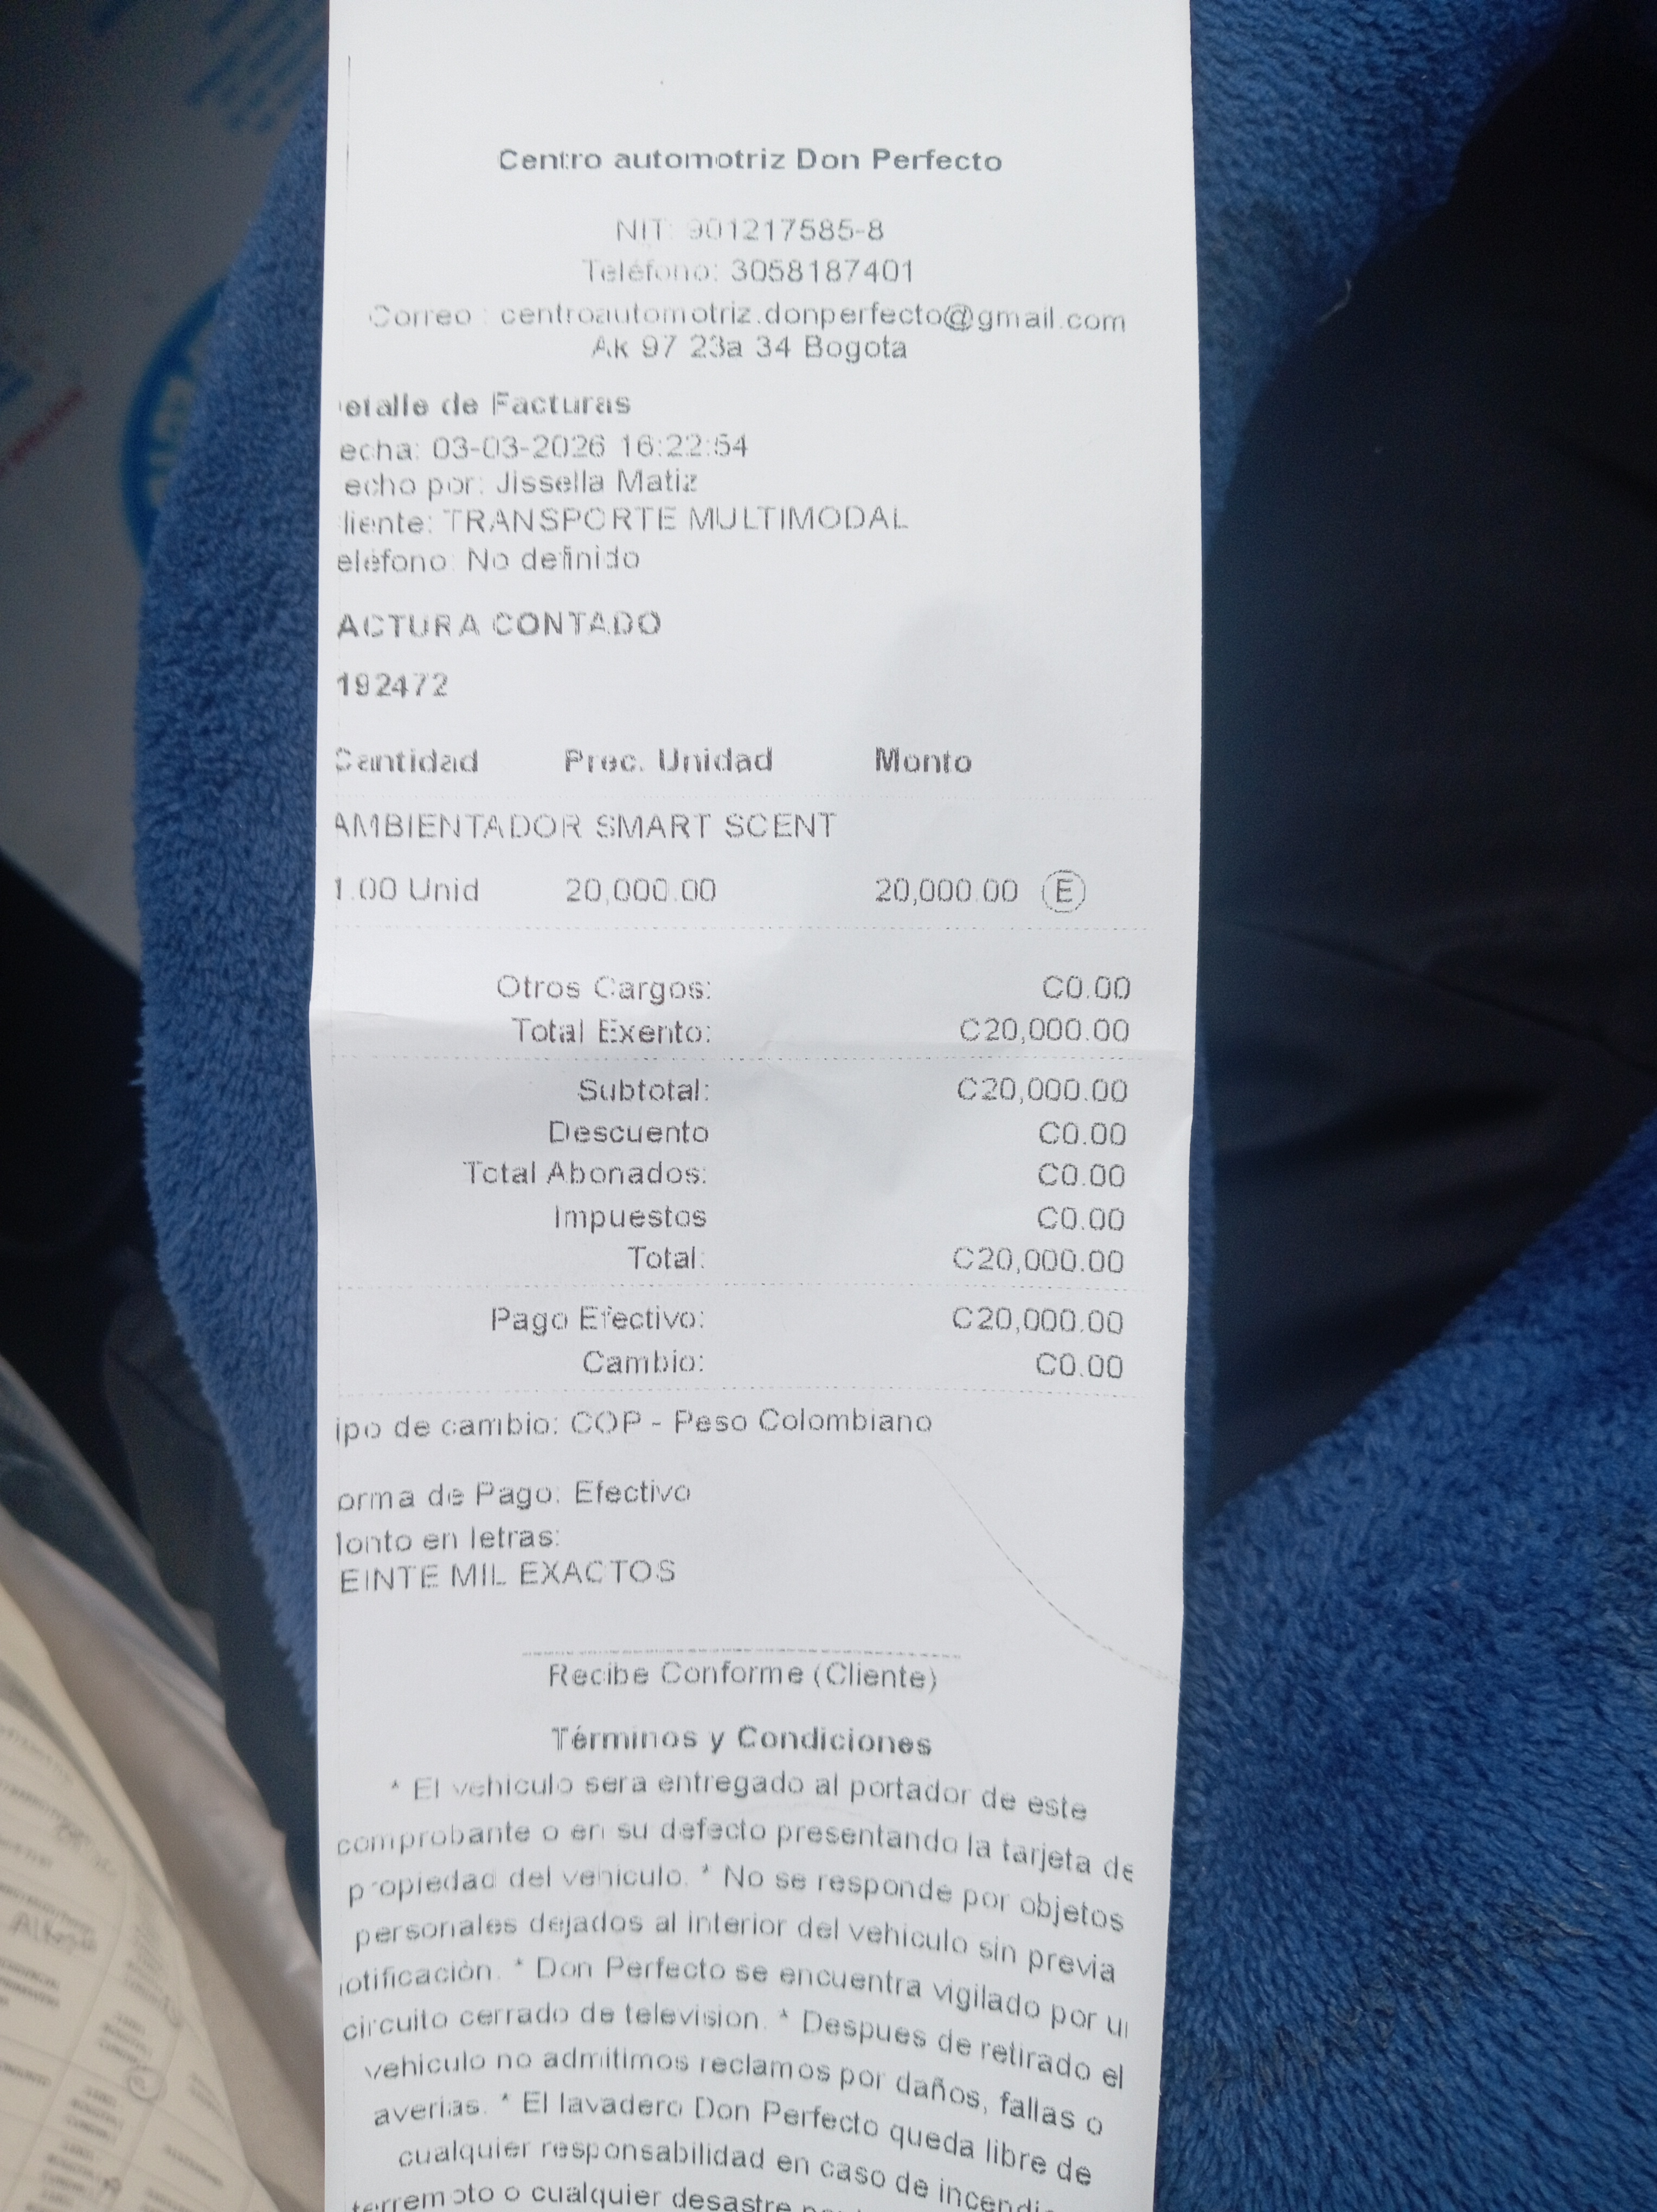 Centro automotriz Don Perfecto
NIT: 901217585-8
Teléfono: 3058187401
Correo : centroautomotriz.donperfecto@gmail.com
Ak 97 23a 34 Bogota
etalle de Facturas
echa: 03-03-2026 16:22:54
echo por: Jissella Matiz
liente: TRANSPORTE MULTIMODAL
eléfono: No definido
ACTURA CONTADO
192472
Cantidad Prec. Unidad Monto
AMBIENTADOR SMART SCENT
1.00 Unid 20,000.00 20,000.00 E
Otros Cargos: C0.00
Total Exento: C20,000.00
Subtotal: C20,000.00
Descuento C0.00
Total Abonados: C0.00
Impuestos C0.00
Total: C20,000.00
Pago Efectivo: C20,000.00
Cambio: C0.00
ipo de cambio: COP - Peso Colombiano
orma de Pago: Efectivo
onto en letras:
EINTE MIL EXACTOS
Recibe Conforme (Cliente)
Términos y Condiciones
* El vehiculo sera entregado al portador de este
comprobante o en su defecto presentando la tarjeta de
propiedad del vehiculo. * No se responde por objetos
personales dejados al interior del vehiculo sin previa
otificación. * Don Perfecto se encuentra vigilado por u
circuito cerrado de television. * Despues de retirado el
vehiculo no admitimos reclamos por daños, fallas o
averias. * El lavadero Don Perfecto queda libre de
cualquier responsabilidad en caso de incendi
terremoto o cualquier desastre